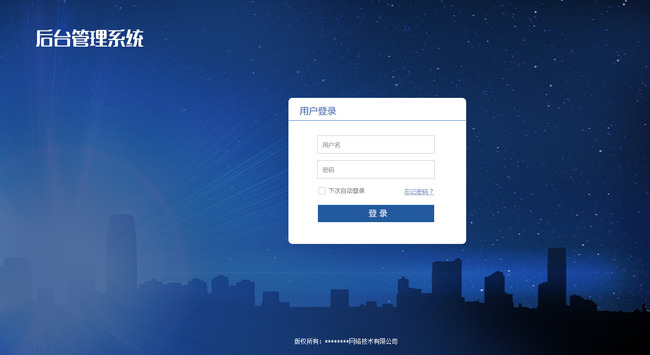 后台管理系统
用户登录
用户名
密码
下次自动登录 忘记密码？
登 录
版权所有：********网络技术有限公司